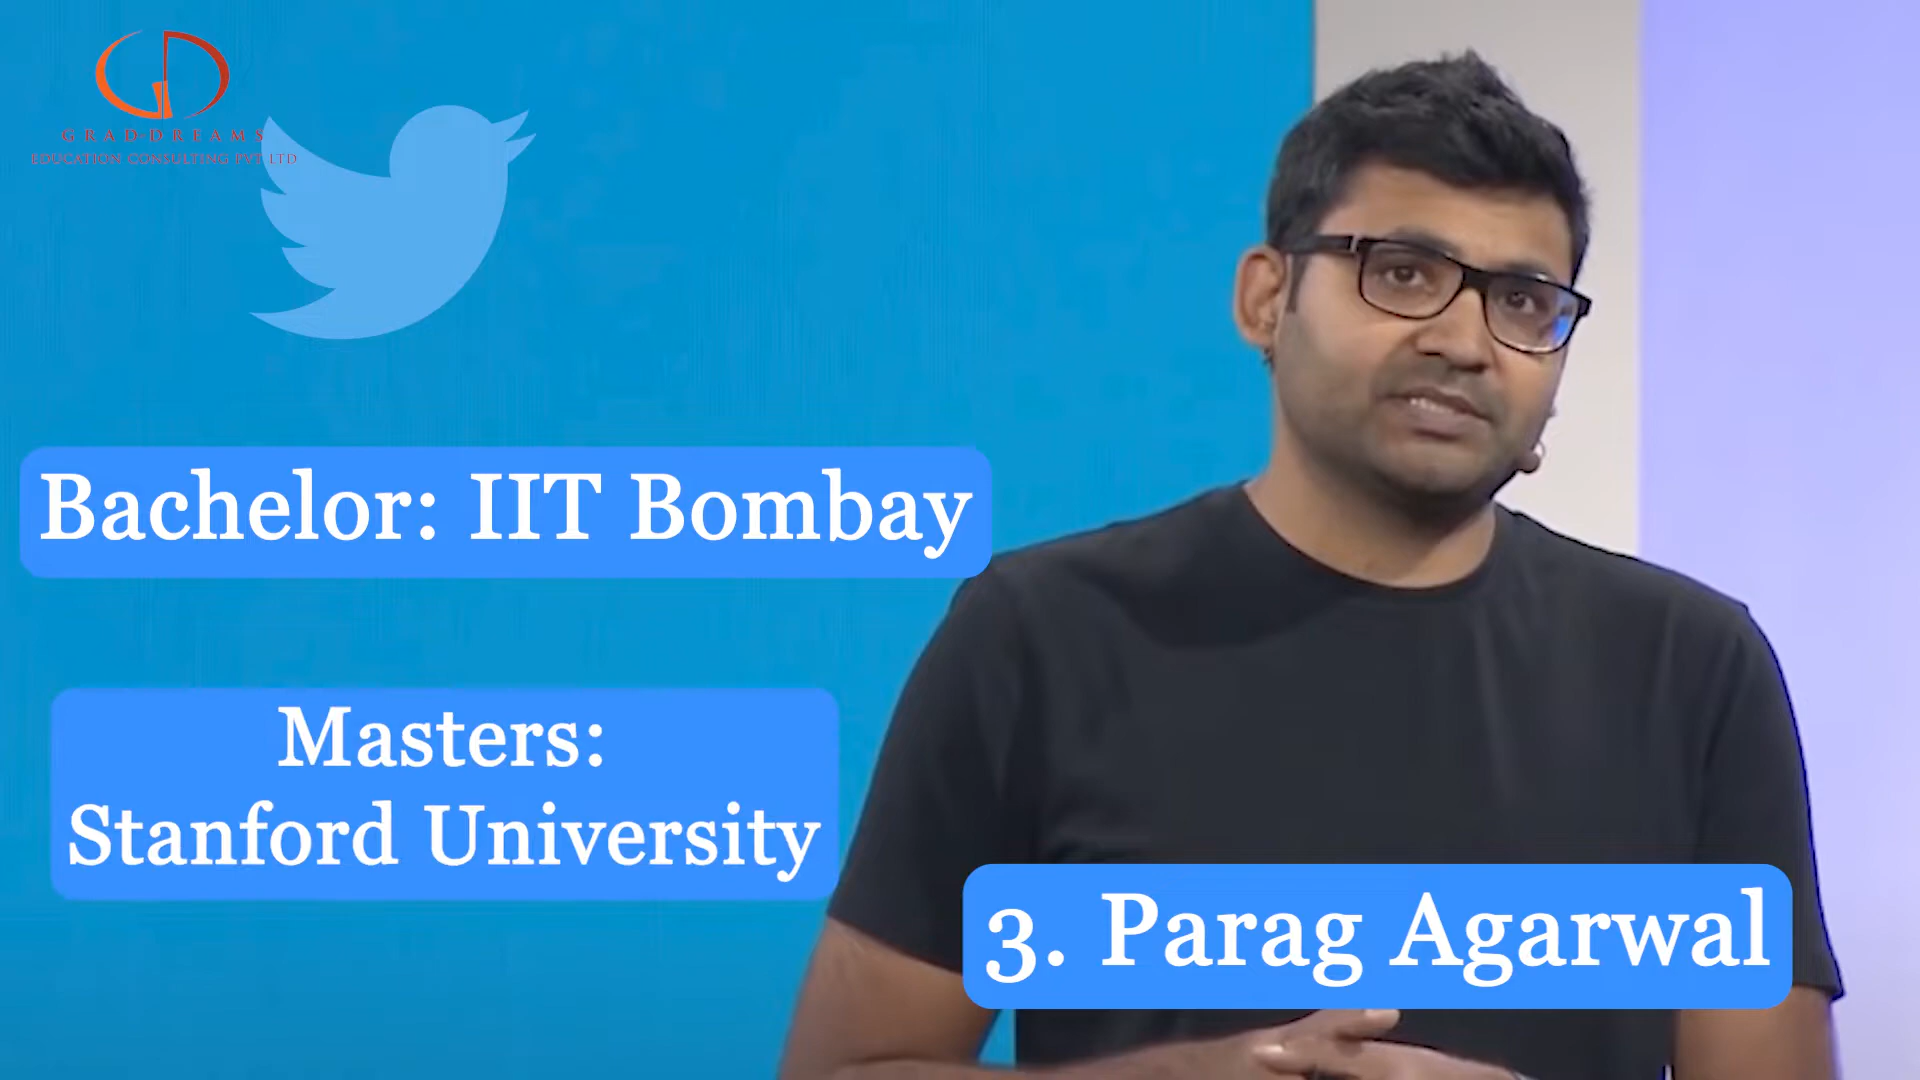 GRAD-DREAMS
EDUCATION CONSULTING PVT LTD
Bachelor: IIT Bombay
Masters:
Stanford University
3. Parag Agarwal